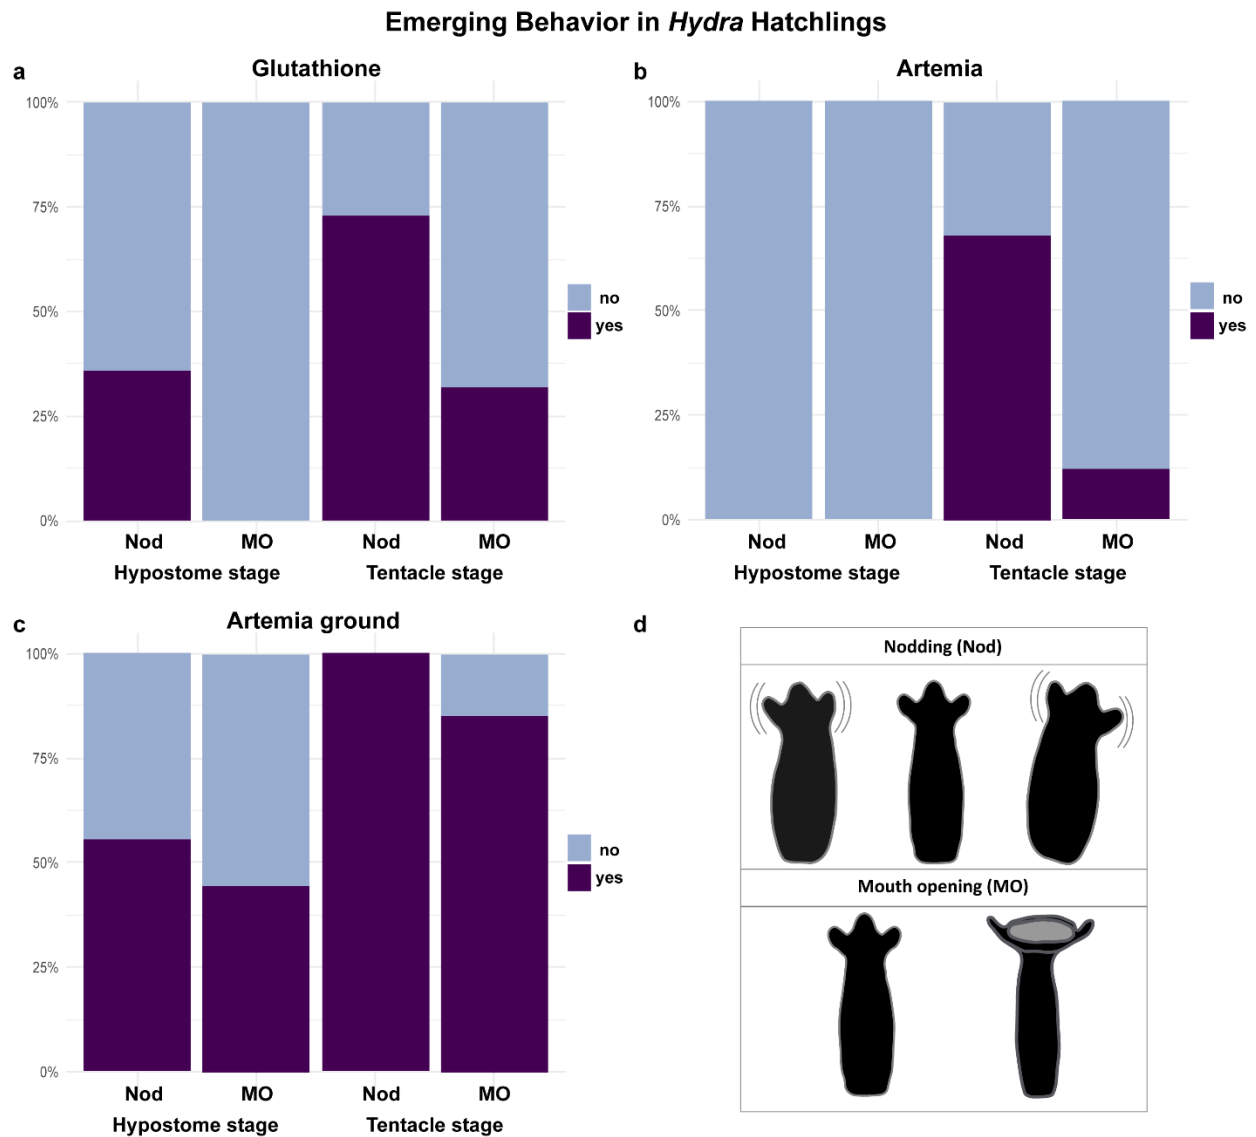 Emerging Behavior in Hydra Hatchlings
a
Glutathione
100%
75%
50%
25%
0%
no
yes
Nod MO Nod MO
Hypostome stage Tentacle stage
b
Artemia
100%
75%
50%
25%
0%
no
yes
Nod MO Nod MO
Hypostome stage Tentacle stage
c
Artemia ground
100%
75%
50%
25%
0%
no
yes
Nod MO Nod MO
Hypostome stage Tentacle stage
d
Nodding (Nod)
Mouth opening (MO)